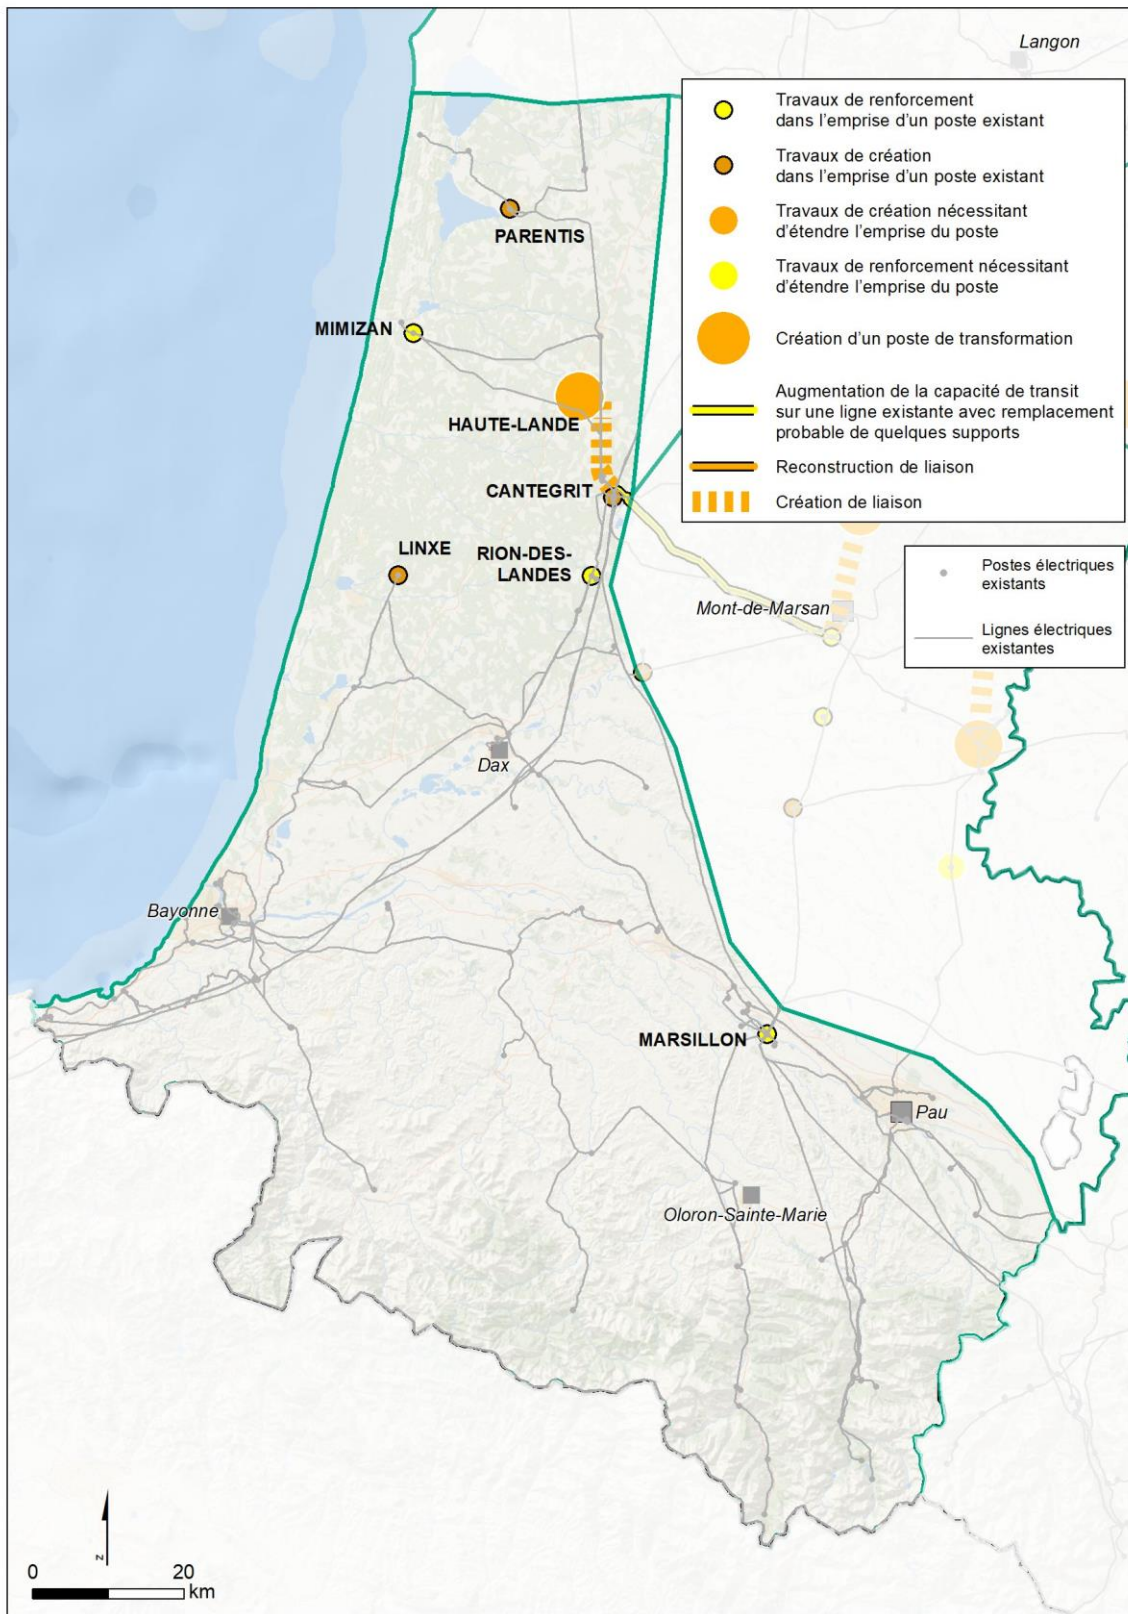 Langon
Travaux de renforcement
dans l'emprise d'un poste existant
Travaux de création
dans l'emprise d'un poste existant
Travaux de création nécessitant
d'étendre l'emprise du poste
Travaux de renforcement nécessitant
d'étendre l'emprise du poste
Création d'un poste de transformation
Augmentation de la capacité de transit
sur une ligne existante avec remplacement
probable de quelques supports
Reconstruction de liaison
Création de liaison
Postes électriques
existants
Lignes électriques
existantes
PARENTIS
MIMIZAN
HAUTE-LANDE
CANTEGRIT
LINXE
RION-DES-
LANDES
Mont-de-Marsan
Dax
Bayonne
MARSILLON
Pau
Oloron-Sainte-Marie
N
0 20
km